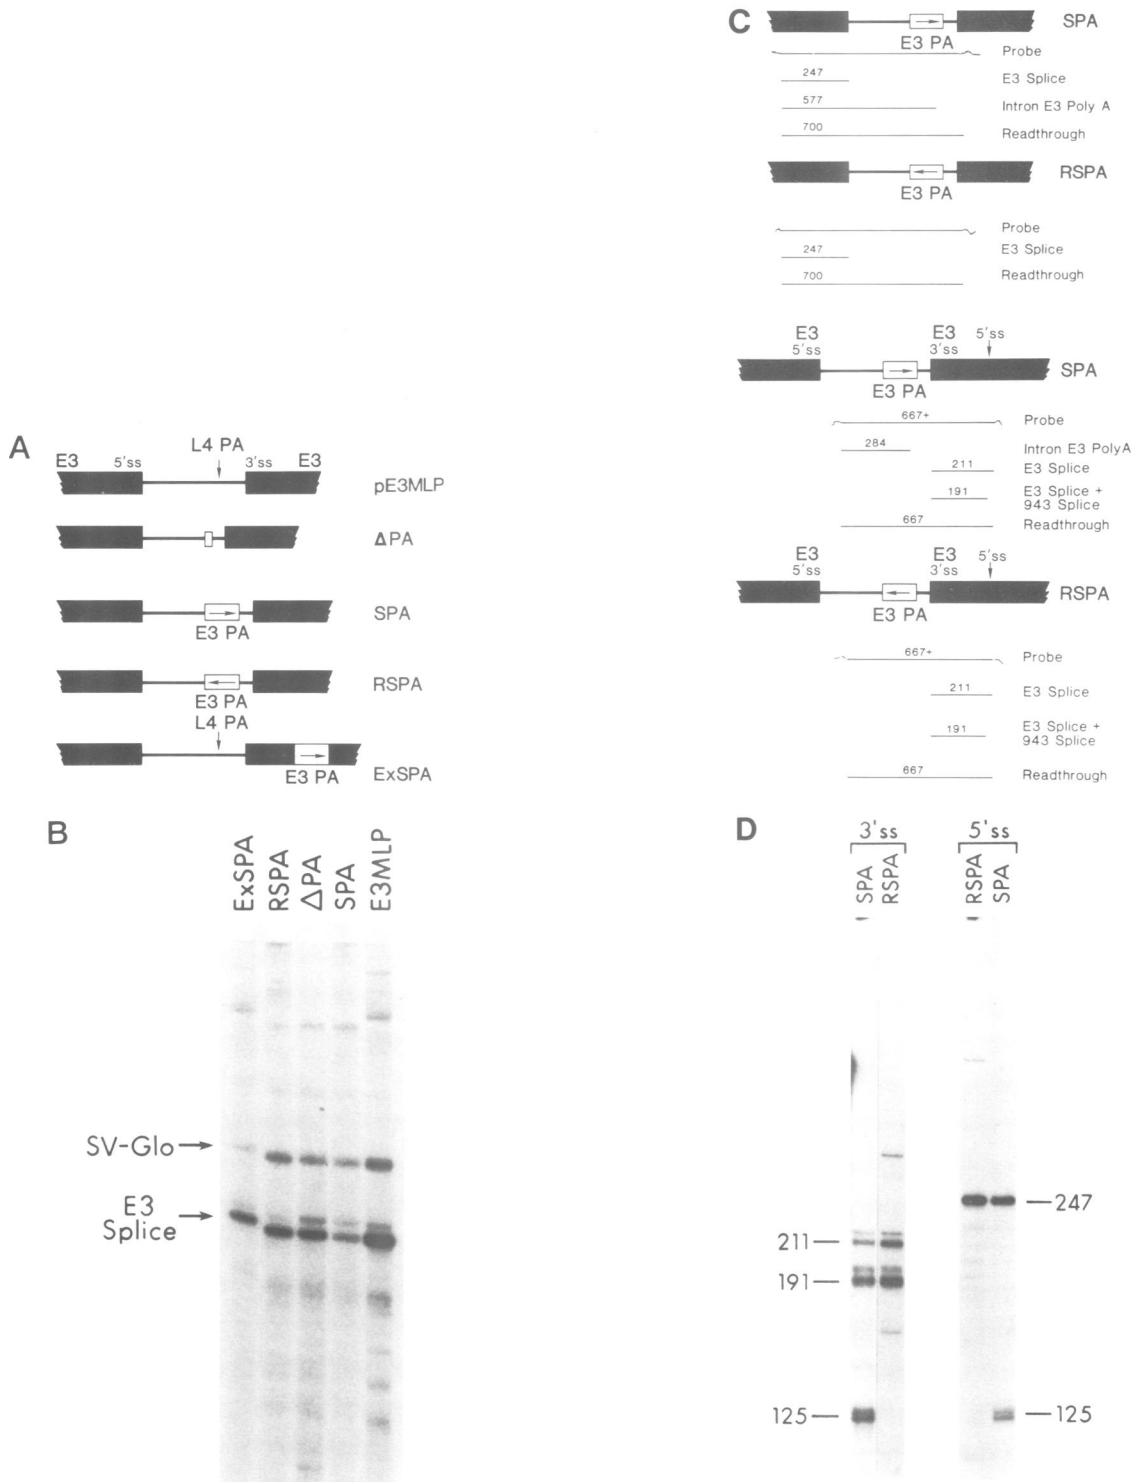 A
L4 PA
E3 5'ss 3'ss E3
pE3MLP
ΔPA
SPA
E3 PA
RSPA
E3 PA
L4 PA
E3 PA
ExSPA
B
ExSPA
RSPA
ΔPA
SPA
E3MLP
SV-Glo
E3
Splice
C
SPA
E3 PA
Probe
247
E3 Splice
577
Intron E3 Poly A
700
Readthrough
RSPA
E3 PA
Probe
247
E3 Splice
700
Readthrough
E3 E3
5'ss 3'ss 5'ss
SPA
E3 PA
667+
Probe
284
Intron E3 PolyA
211
E3 Splice
191
E3 Splice +
943 Splice
667
Readthrough
E3 E3
5'ss 3'ss 5'ss
RSPA
E3 PA
667+
Probe
211
E3 Splice
191
E3 Splice +
943 Splice
667
Readthrough
D
3'ss 5'ss
SPA
RSPA
RSPA
SPA
247
211
191
125
125